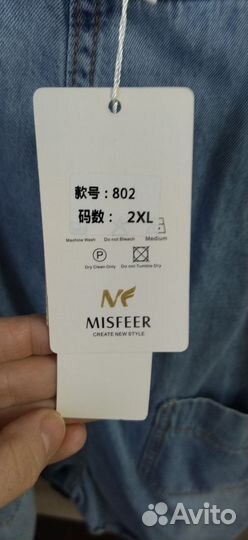 款号：802
码数： 2XL
Machine Wash Do not Bleach Medium
P
Dry Clean Only Do not Tumble Dry
MISFEER
CREATE NEW STYLE
Avito